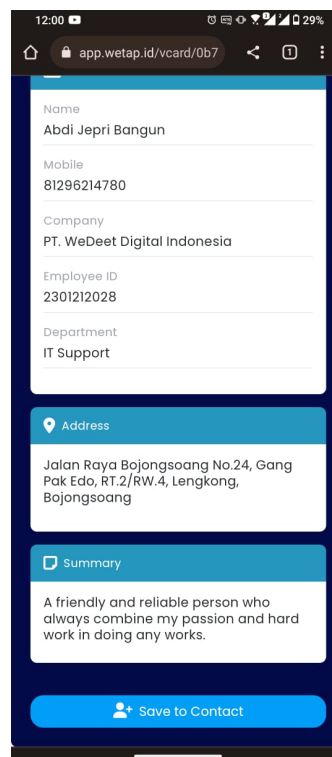 12:00 29%
app.wetap.id/vcard/0b7 1
Name
Abdi Jepri Bangun
Mobile
81296214780
Company
PT. WeDeet Digital Indonesia
Employee ID
2301212028
Department
IT Support
Address
Jalan Raya Bojongsoang No.24, Gang
Pak Edo, RT.2/RW.4, Lengkong,
Bojongsoang
Summary
A friendly and reliable person who
always combine my passion and hard
work in doing any works.
Save to Contact